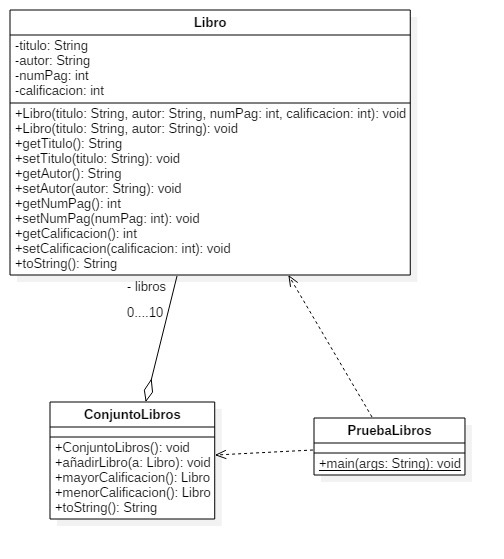 Libro
-titulo: String
-autor: String
-numPag: int
-calificacion: int
+Libro(titulo: String, autor: String, numPag: int, calificacion: int): void
+Libro(titulo: String, autor: String): void
+getTitulo(): String
+setTitulo(titulo: String): void
+getAutor(): String
+setAutor(autor: String): void
+getNumPag(): int
+setNumPag(numPag: int): void
+getCalificacion(): int
+setCalificacion(calificacion: int): void
+toString(): String
- libros
0....10
ConjuntoLibros
+ConjuntoLibros(): void
+añadirLibro(a: Libro): void
+mayorCalificacion(): Libro
+menorCalificacion(): Libro
+toString(): String
PruebaLibros
+main(args: String): void